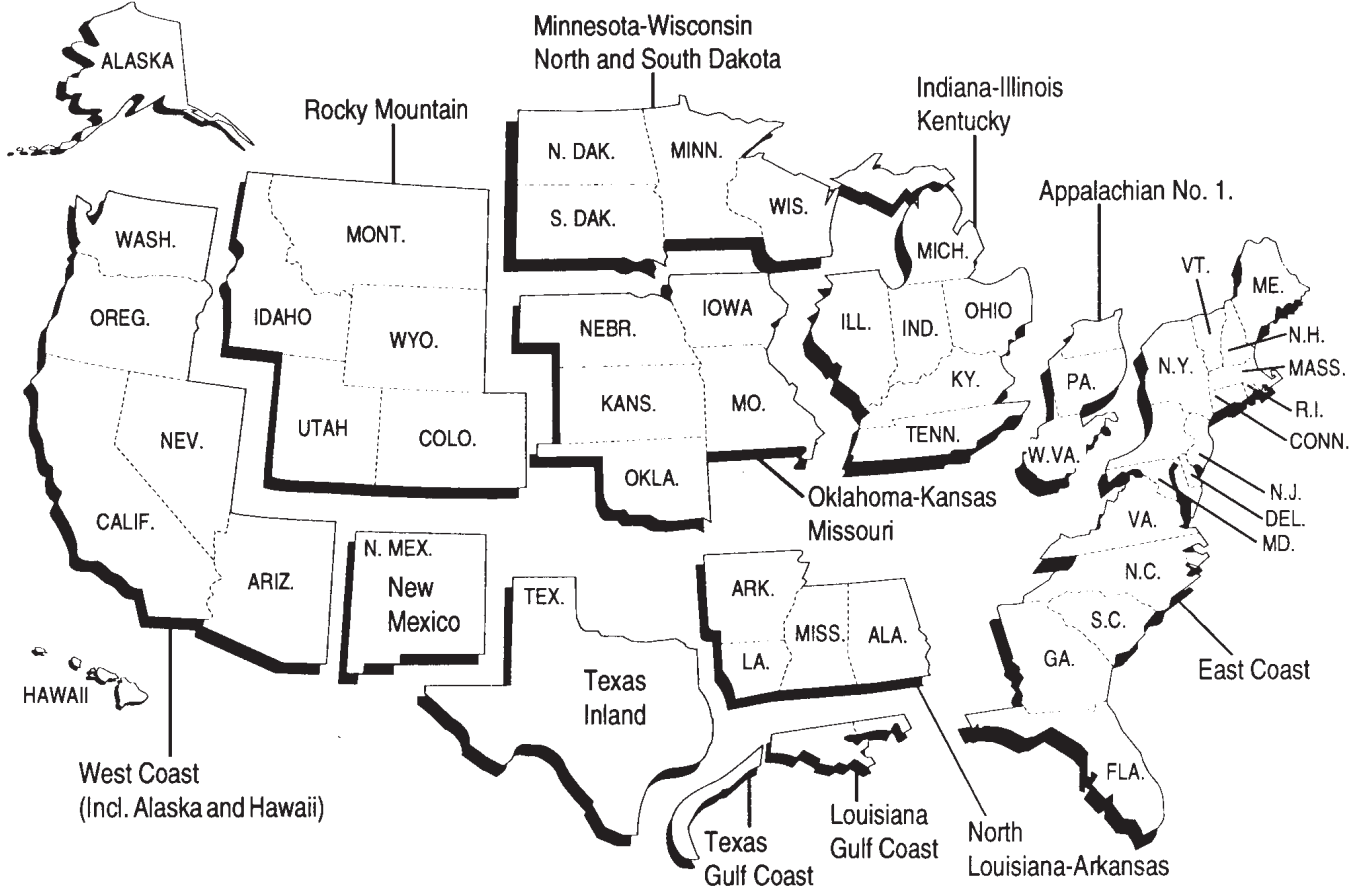 Minnesota-Wisconsin
North and South Dakota
ALASKA
Rocky Mountain
Indiana-Illinois
Kentucky
Appalachian No. 1.
N. DAK.
MINN.
S. DAK.
WIS.
WASH.
MONT.
MICH.
VT.
ME.
OREG.
IDAHO
WYO.
NEBR.
IOWA
ILL.
IND.
OHIO
N.H.
N.Y.
MASS.
PA.
KY.
R.I.
CONN.
NEV.
UTAH
COLO.
KANS.
MO.
TENN.
W.VA.
OKLA.
Oklahoma-Kansas
Missouri
N.J.
DEL.
MD.
VA.
CALIF.
ARIZ.
N. MEX.
New
Mexico
TEX.
ARK.
MISS.
ALA.
LA.
N.C.
S.C.
GA.
East Coast
HAWAII
Texas
Inland
West Coast
(Incl. Alaska and Hawaii)
FLA.
Texas
Gulf Coast
Louisiana
Gulf Coast
North
Louisiana-Arkansas